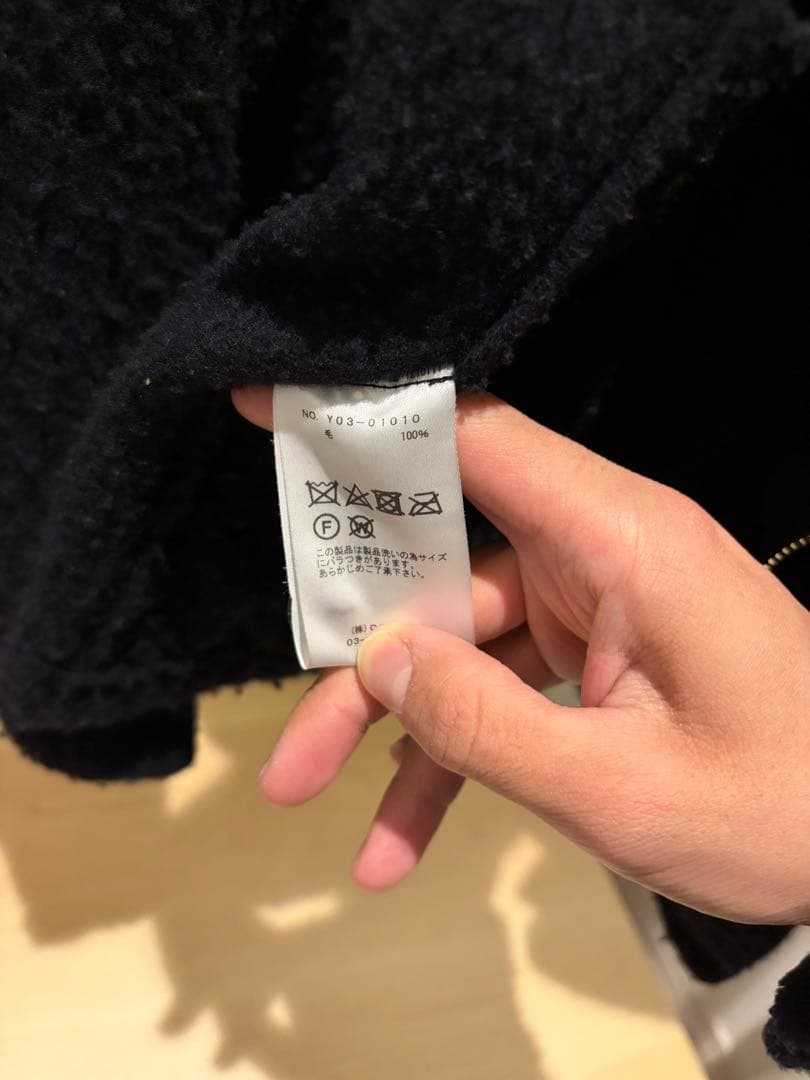 NO. Y03-01010
毛 100%
F W
この製品は製品洗いの為サイズ
にバラつきがあります。
あらかじめご了承下さい。
(株)
03-